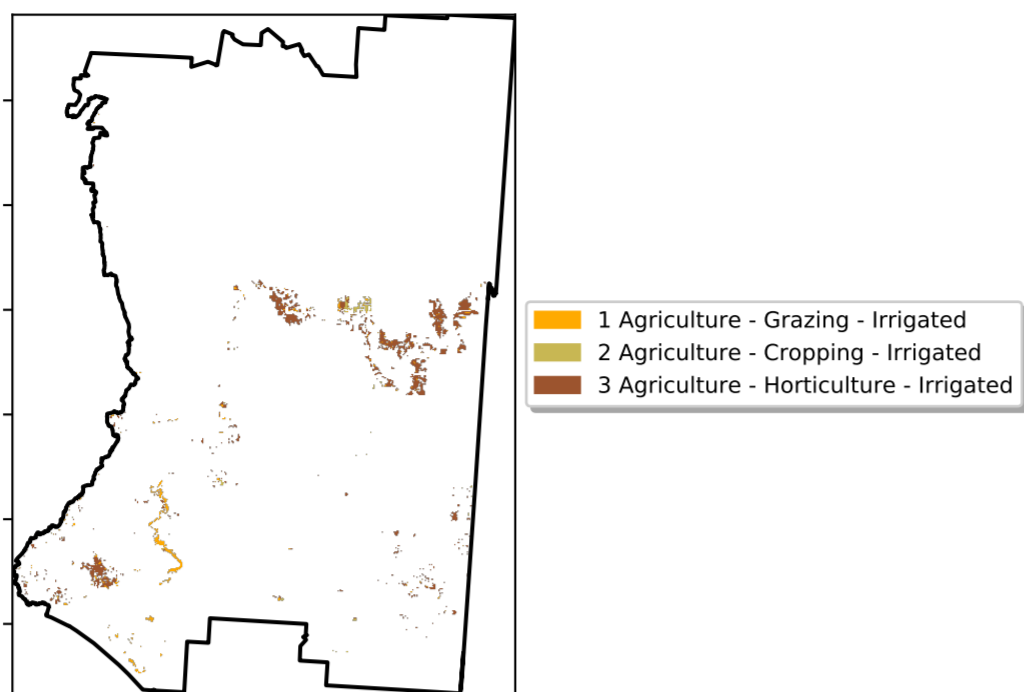 1 Agriculture - Grazing - Irrigated
2 Agriculture - Cropping - Irrigated
3 Agriculture - Horticulture - Irrigated